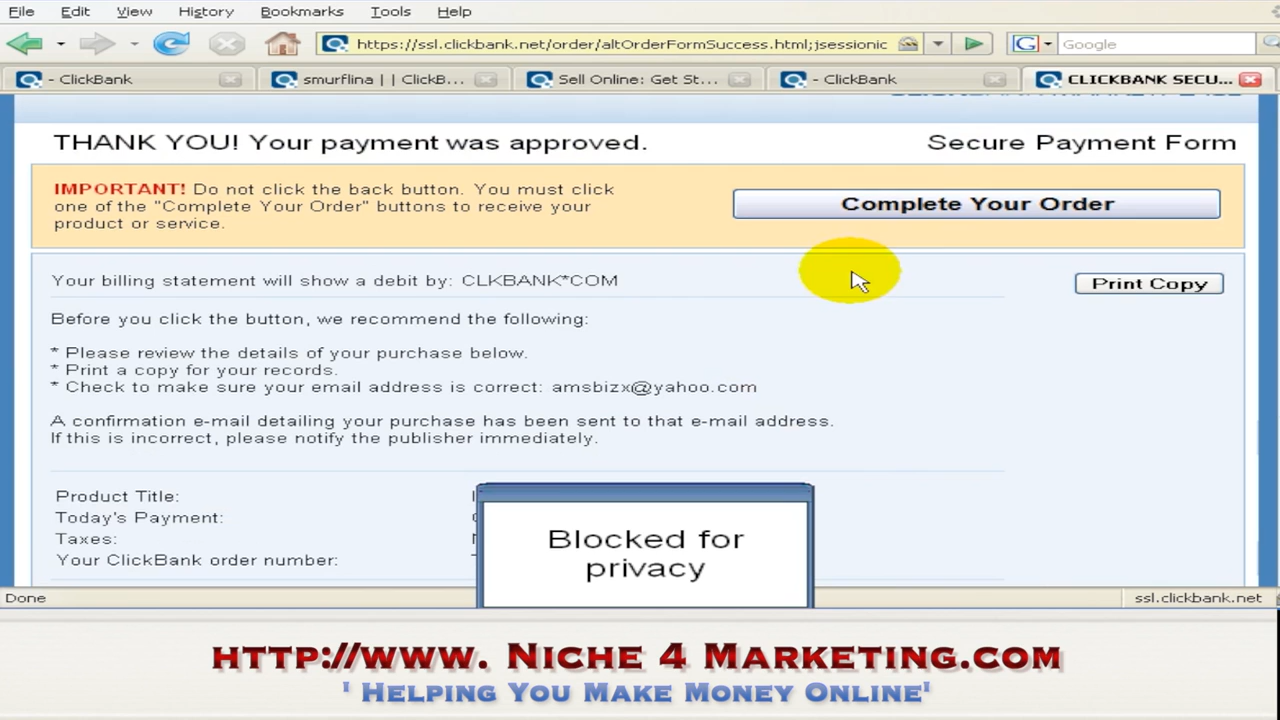 File Edit View History Bookmarks Tools Help
https://ssl.clickbank.net/order/altOrderFormSuccess.html;jsessionic
Google
- ClickBank
smurflina | | ClickB...
Sell Online: Get St...
- ClickBank
CLICKBANK SECU...
THANK YOU! Your payment was approved.
Secure Payment Form
IMPORTANT! Do not click the back button. You must click
one of the "Complete Your Order" buttons to receive your
product or service.
Complete Your Order
Your billing statement will show a debit by: CLKBANK*COM
Print Copy
Before you click the button, we recommend the following:
* Please review the details of your purchase below.
* Print a copy for your records.
* Check to make sure your email address is correct: amsbizx@yahoo.com
A confirmation e-mail detailing your purchase has been sent to that e-mail address.
If this is incorrect, please notify the publisher immediately.
Product Title:
Today's Payment:
Taxes:
Your ClickBank order number:
Blocked for
privacy
Done
ssl.clickbank.net
http://www. Niche 4 Marketing.com
' Helping You Make Money Online'